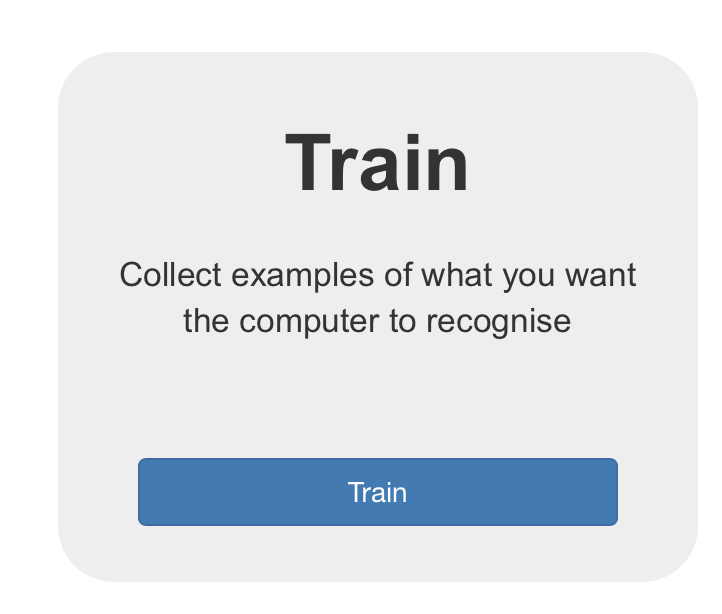 Train
Collect examples of what you want
the computer to recognise
Train